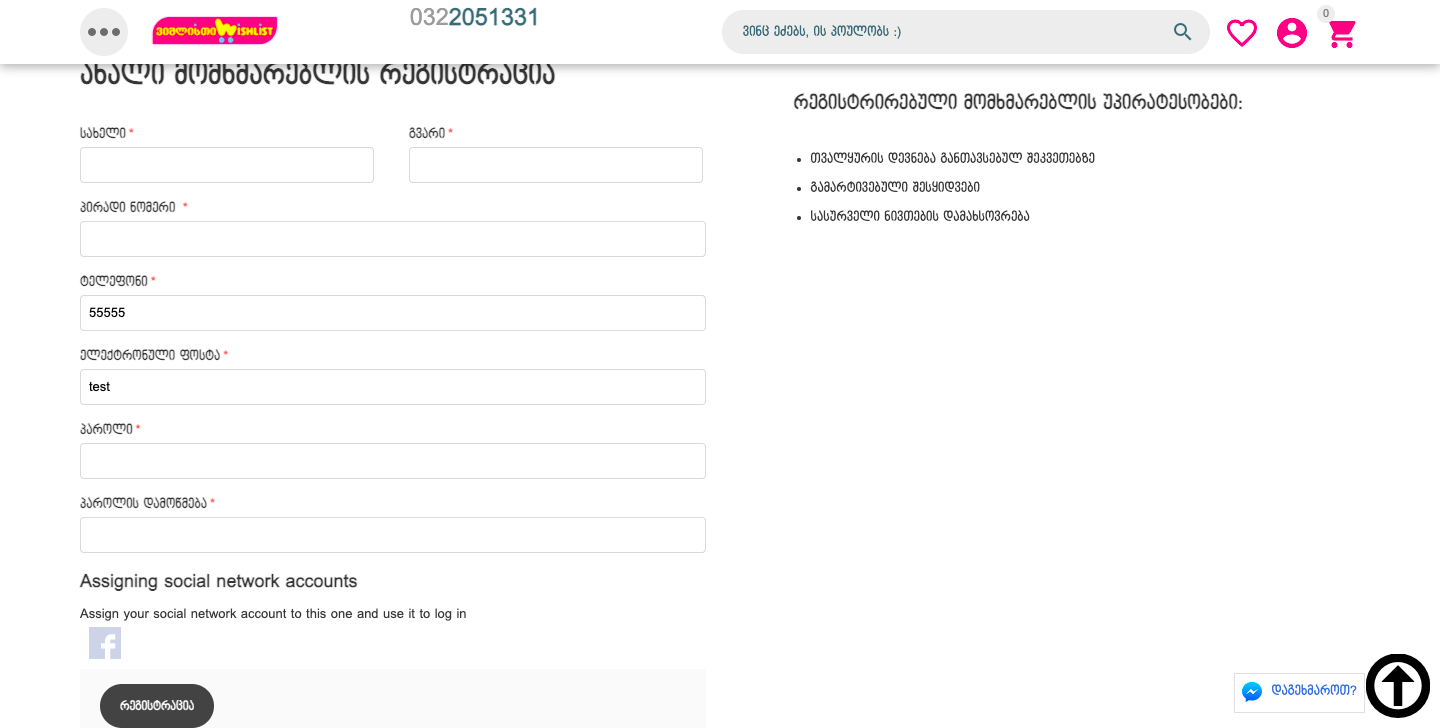 ვიშლისთი WISHLIST
0322051331
ვინც ეძებს, ის პოულობს :)
0
ახალი მომხმარებლის რეგისტრაცია
რეგისტრირებული მომხმარებლის უპირატესობები:
სახელი *
გვარი *
თვალყურის დევნება განთავსებულ შეკვეთებზე
გამარტივებული შესყიდვები
სასურველი ნივთების დამახსოვრება
პირადი ნომერი *
ტელეფონი *
55555
ელექტრონული ფოსტა *
test
პაროლი *
პაროლის დამოწმება *
Assigning social network accounts
Assign your social network account to this one and use it to log in
f
რეგისტრაცია
დაგეხმაროთ?